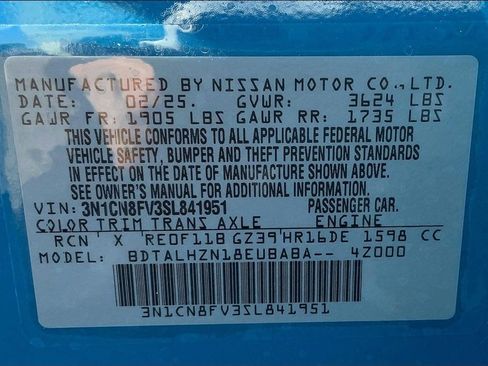 MANUFACTURED BY NISSAN MOTOR CO., LTD.
DATE: 02/25. GVWR: 3624 LBS
GAWR FR: 1905 LBS GAWR RR: 1735 LBS
THIS VEHICLE CONFORMS TO ALL APPLICABLE FEDERAL MOTOR
VEHICLE SAFETY, BUMPER AND THEFT PREVENTION STANDARDS
IN EFFECT ON THE DATE OF MANUFACTURE SHOWN ABOVE.
SEE OWNER'S MANUAL FOR ADDITIONAL INFORMATION.
VIN: 3N1CN8FV3SL841951 PASSENGER CAR.
COLOR TRIM TRANS AXLE ENGINE
RCN X RE0F11B GZ39 HR16DE 1598 CC
MODEL: BDTALHZN18EUBABA-- 4Z000
3N1CN8FV3SL841951